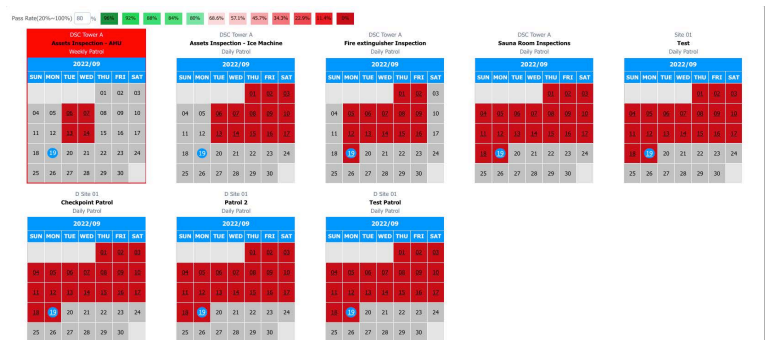 Pass Rate(20%~100%) 80 % 96% 92% 88% 84% 80% 68.6% 57.1% 45.7% 34.3% 22.9% 11.4% 0%
DSC Tower A
Assets Inspection - AHU
Weekly Patrol
2022/09
SUN MON TUE WED THU FRI SAT
01 02 03
04 05 06 07 08 09 10
11 12 13 14 15 16 17
18 19 20 21 22 23 24
25 26 27 28 29 30
DSC Tower A
Assets Inspection - Ice Machine
Daily Patrol
2022/09
SUN MON TUE WED THU FRI SAT
01 02 03
04 05 06 07 08 09 10
11 12 13 14 15 16 17
18 19 20 21 22 23 24
25 26 27 28 29 30
DSC Tower A
Fire extinguisher Inspection
Daily Patrol
2022/09
SUN MON TUE WED THU FRI SAT
01 02 03
04 05 06 07 08 09 10
11 12 13 14 15 16 17
18 19 20 21 22 23 24
25 26 27 28 29 30
DSC Tower A
Sauna Room Inspections
Daily Patrol
2022/09
SUN MON TUE WED THU FRI SAT
01 02 03
04 05 06 07 08 09 10
11 12 13 14 15 16 17
18 19 20 21 22 23 24
25 26 27 28 29 30
Site 01
Test
Daily Patrol
2022/09
SUN MON TUE WED THU FRI SAT
01 02 03
04 05 06 07 08 09 10
11 12 13 14 15 16 17
18 19 20 21 22 23 24
25 26 27 28 29 30
D Site 01
Checkpoint Patrol
Daily Patrol
2022/09
SUN MON TUE WED THU FRI SAT
01 02 03
04 05 06 07 08 09 10
11 12 13 14 15 16 17
18 19 20 21 22 23 24
25 26 27 28 29 30
D Site 01
Patrol 2
Daily Patrol
2022/09
SUN MON TUE WED THU FRI SAT
01 02 03
04 05 06 07 08 09 10
11 12 13 14 15 16 17
18 19 20 21 22 23 24
25 26 27 28 29 30
D Site 01
Test Patrol
Daily Patrol
2022/09
SUN MON TUE WED THU FRI SAT
01 02 03
04 05 06 07 08 09 10
11 12 13 14 15 16 17
18 19 20 21 22 23 24
25 26 27 28 29 30